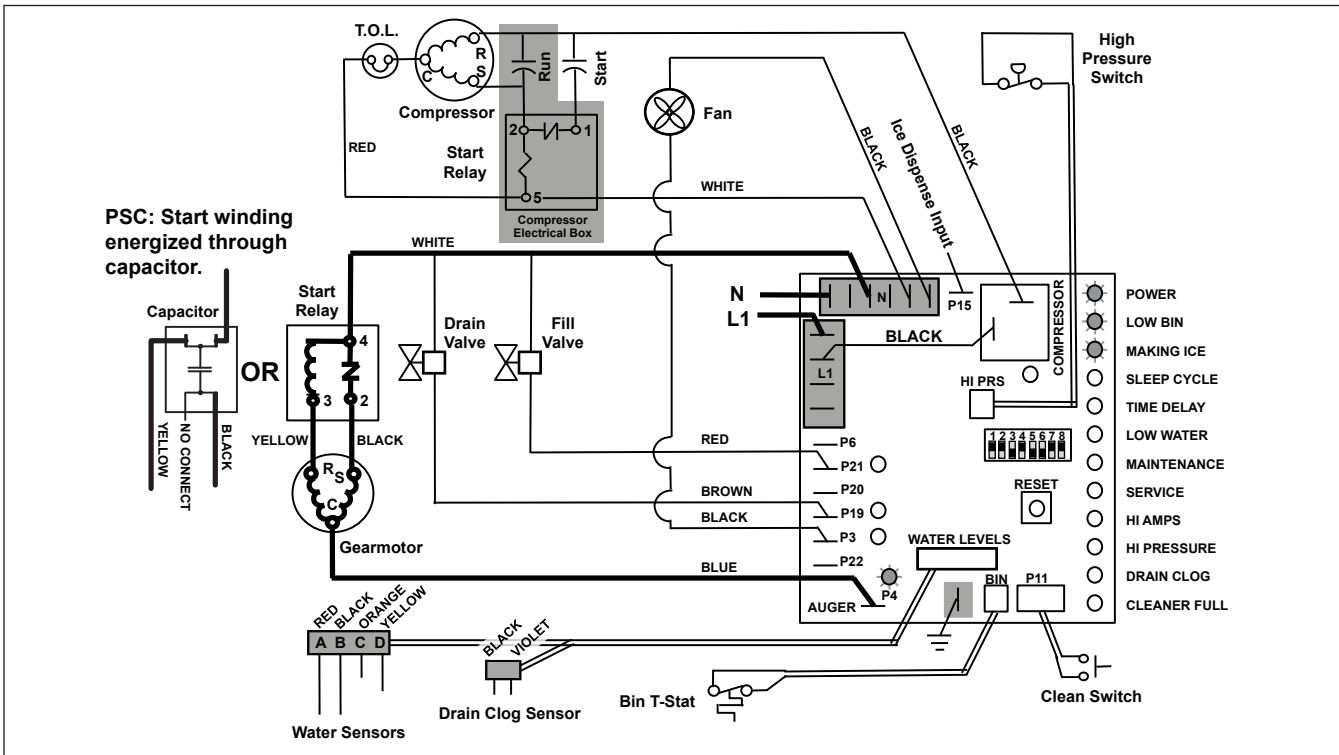 T.O.L.
R
S
C
Compressor
Run
Start
2
1
5
Start
Relay
Compressor
Electrical Box
RED
WHITE
Fan
BLACK
BLACK
Ice Dispense Input
High
Pressure
Switch
PSC: Start winding
energized through
capacitor.
Capacitor
YELLOW
NO CONNECT
BLACK
OR
Start
Relay
4
3
2
YELLOW
BLACK
R
S
C
Gearmotor
WHITE
Drain
Valve
Fill
Valve
N
L1
N
P15
COMPRESSOR
BLACK
L1
HI PRS
1 2 3 4 5 6 7 8
RESET
RED
P6
P21
BROWN
P20
P19
BLACK
P3
P22
BLUE
P4
AUGER
WATER LEVELS
BIN
P11
POWER
LOW BIN
MAKING ICE
SLEEP CYCLE
TIME DELAY
LOW WATER
MAINTENANCE
SERVICE
HI AMPS
HI PRESSURE
DRAIN CLOG
CLEANER FULL
RED
BLACK
ORANGE
YELLOW
A B C D
Water Sensors
BLACK
VIOLET
Drain Clog Sensor
Bin T-Stat
Clean Switch